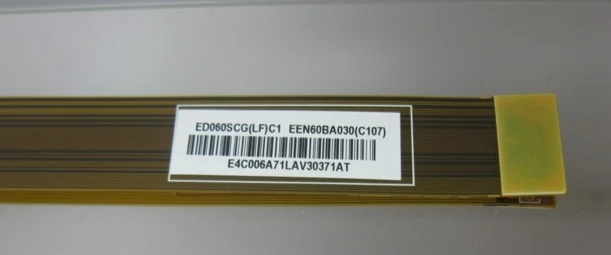 ED060SCG(LF)C1 EEN60BA030(C107)
E4C006A71LAV30371AT